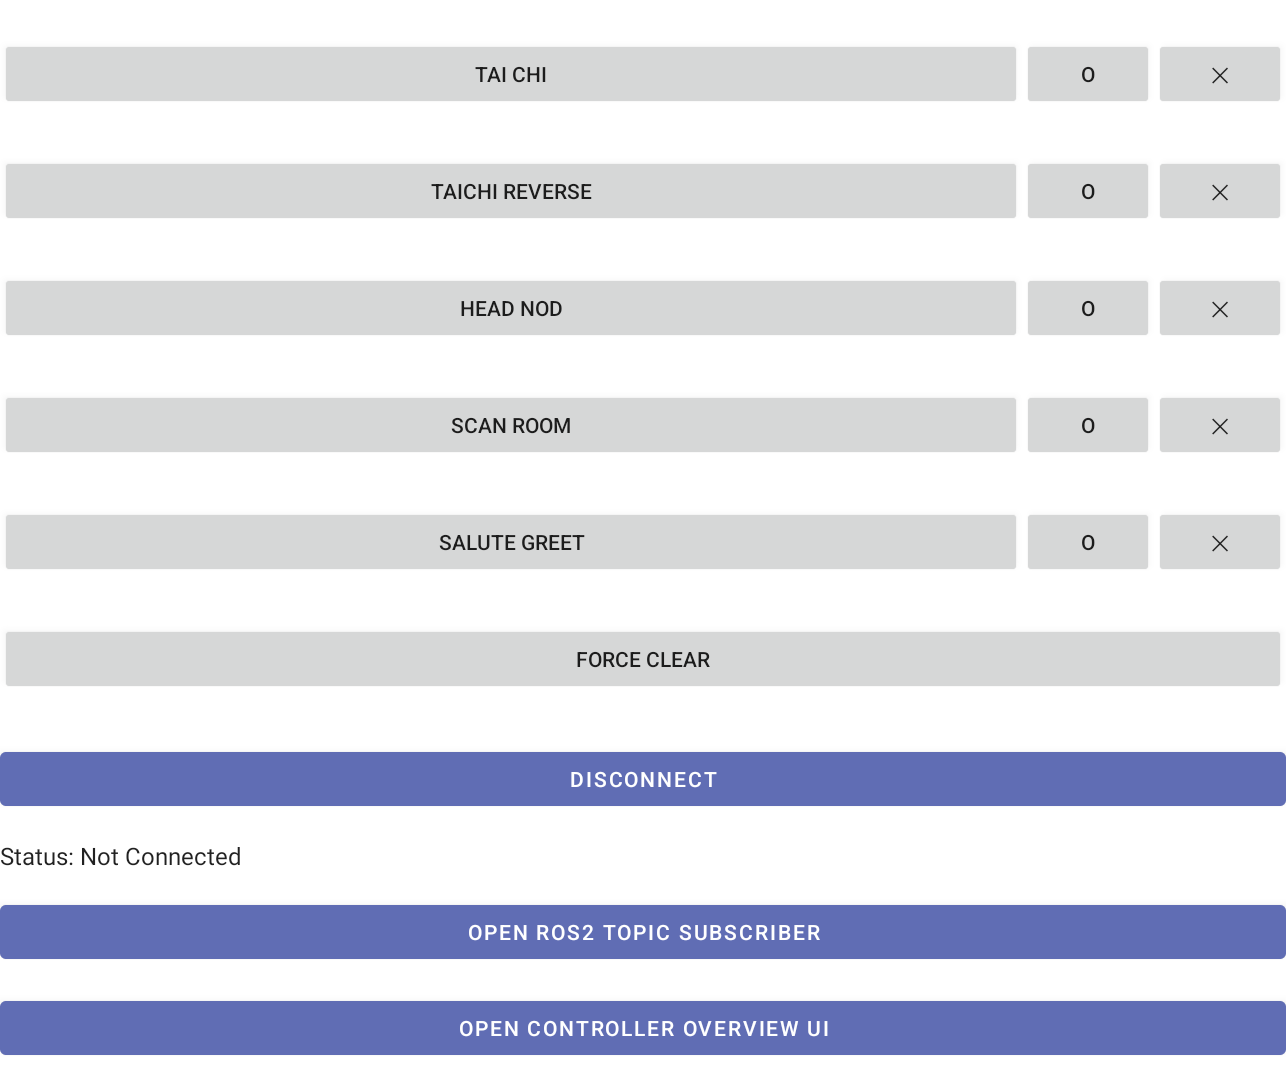 TAI CHI O ×
TAICHI REVERSE O ×
HEAD NOD O ×
SCAN ROOM O ×
SALUTE GREET O ×
FORCE CLEAR
DISCONNECT
Status: Not Connected
OPEN ROS2 TOPIC SUBSCRIBER
OPEN CONTROLLER OVERVIEW UI